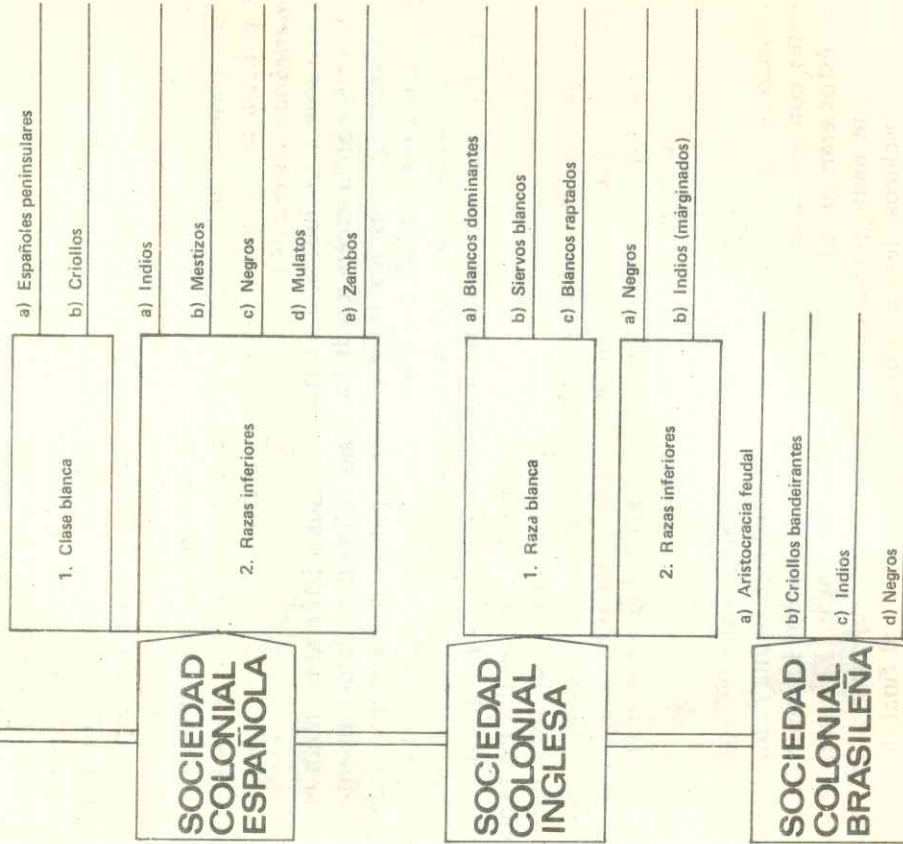 SOCIEDAD
COLONIAL
ESPAÑOLA
1. Clase blanca
a) Españoles peninsulares
b) Criollos
2. Razas inferiores
a) Indios
b) Mestizos
c) Negros
d) Mulatos
e) Zambos
SOCIEDAD
COLONIAL
INGLESA
1. Raza blanca
a) Blancos dominantes
b) Siervos blancos
c) Blancos raptados
2. Razas inferiores
a) Negros
b) Indios (márginados)
SOCIEDAD
COLONIAL
BRASILEÑA
a) Aristocracia feudal
b) Criollos bandeirantes
c) Indios
d) Negros